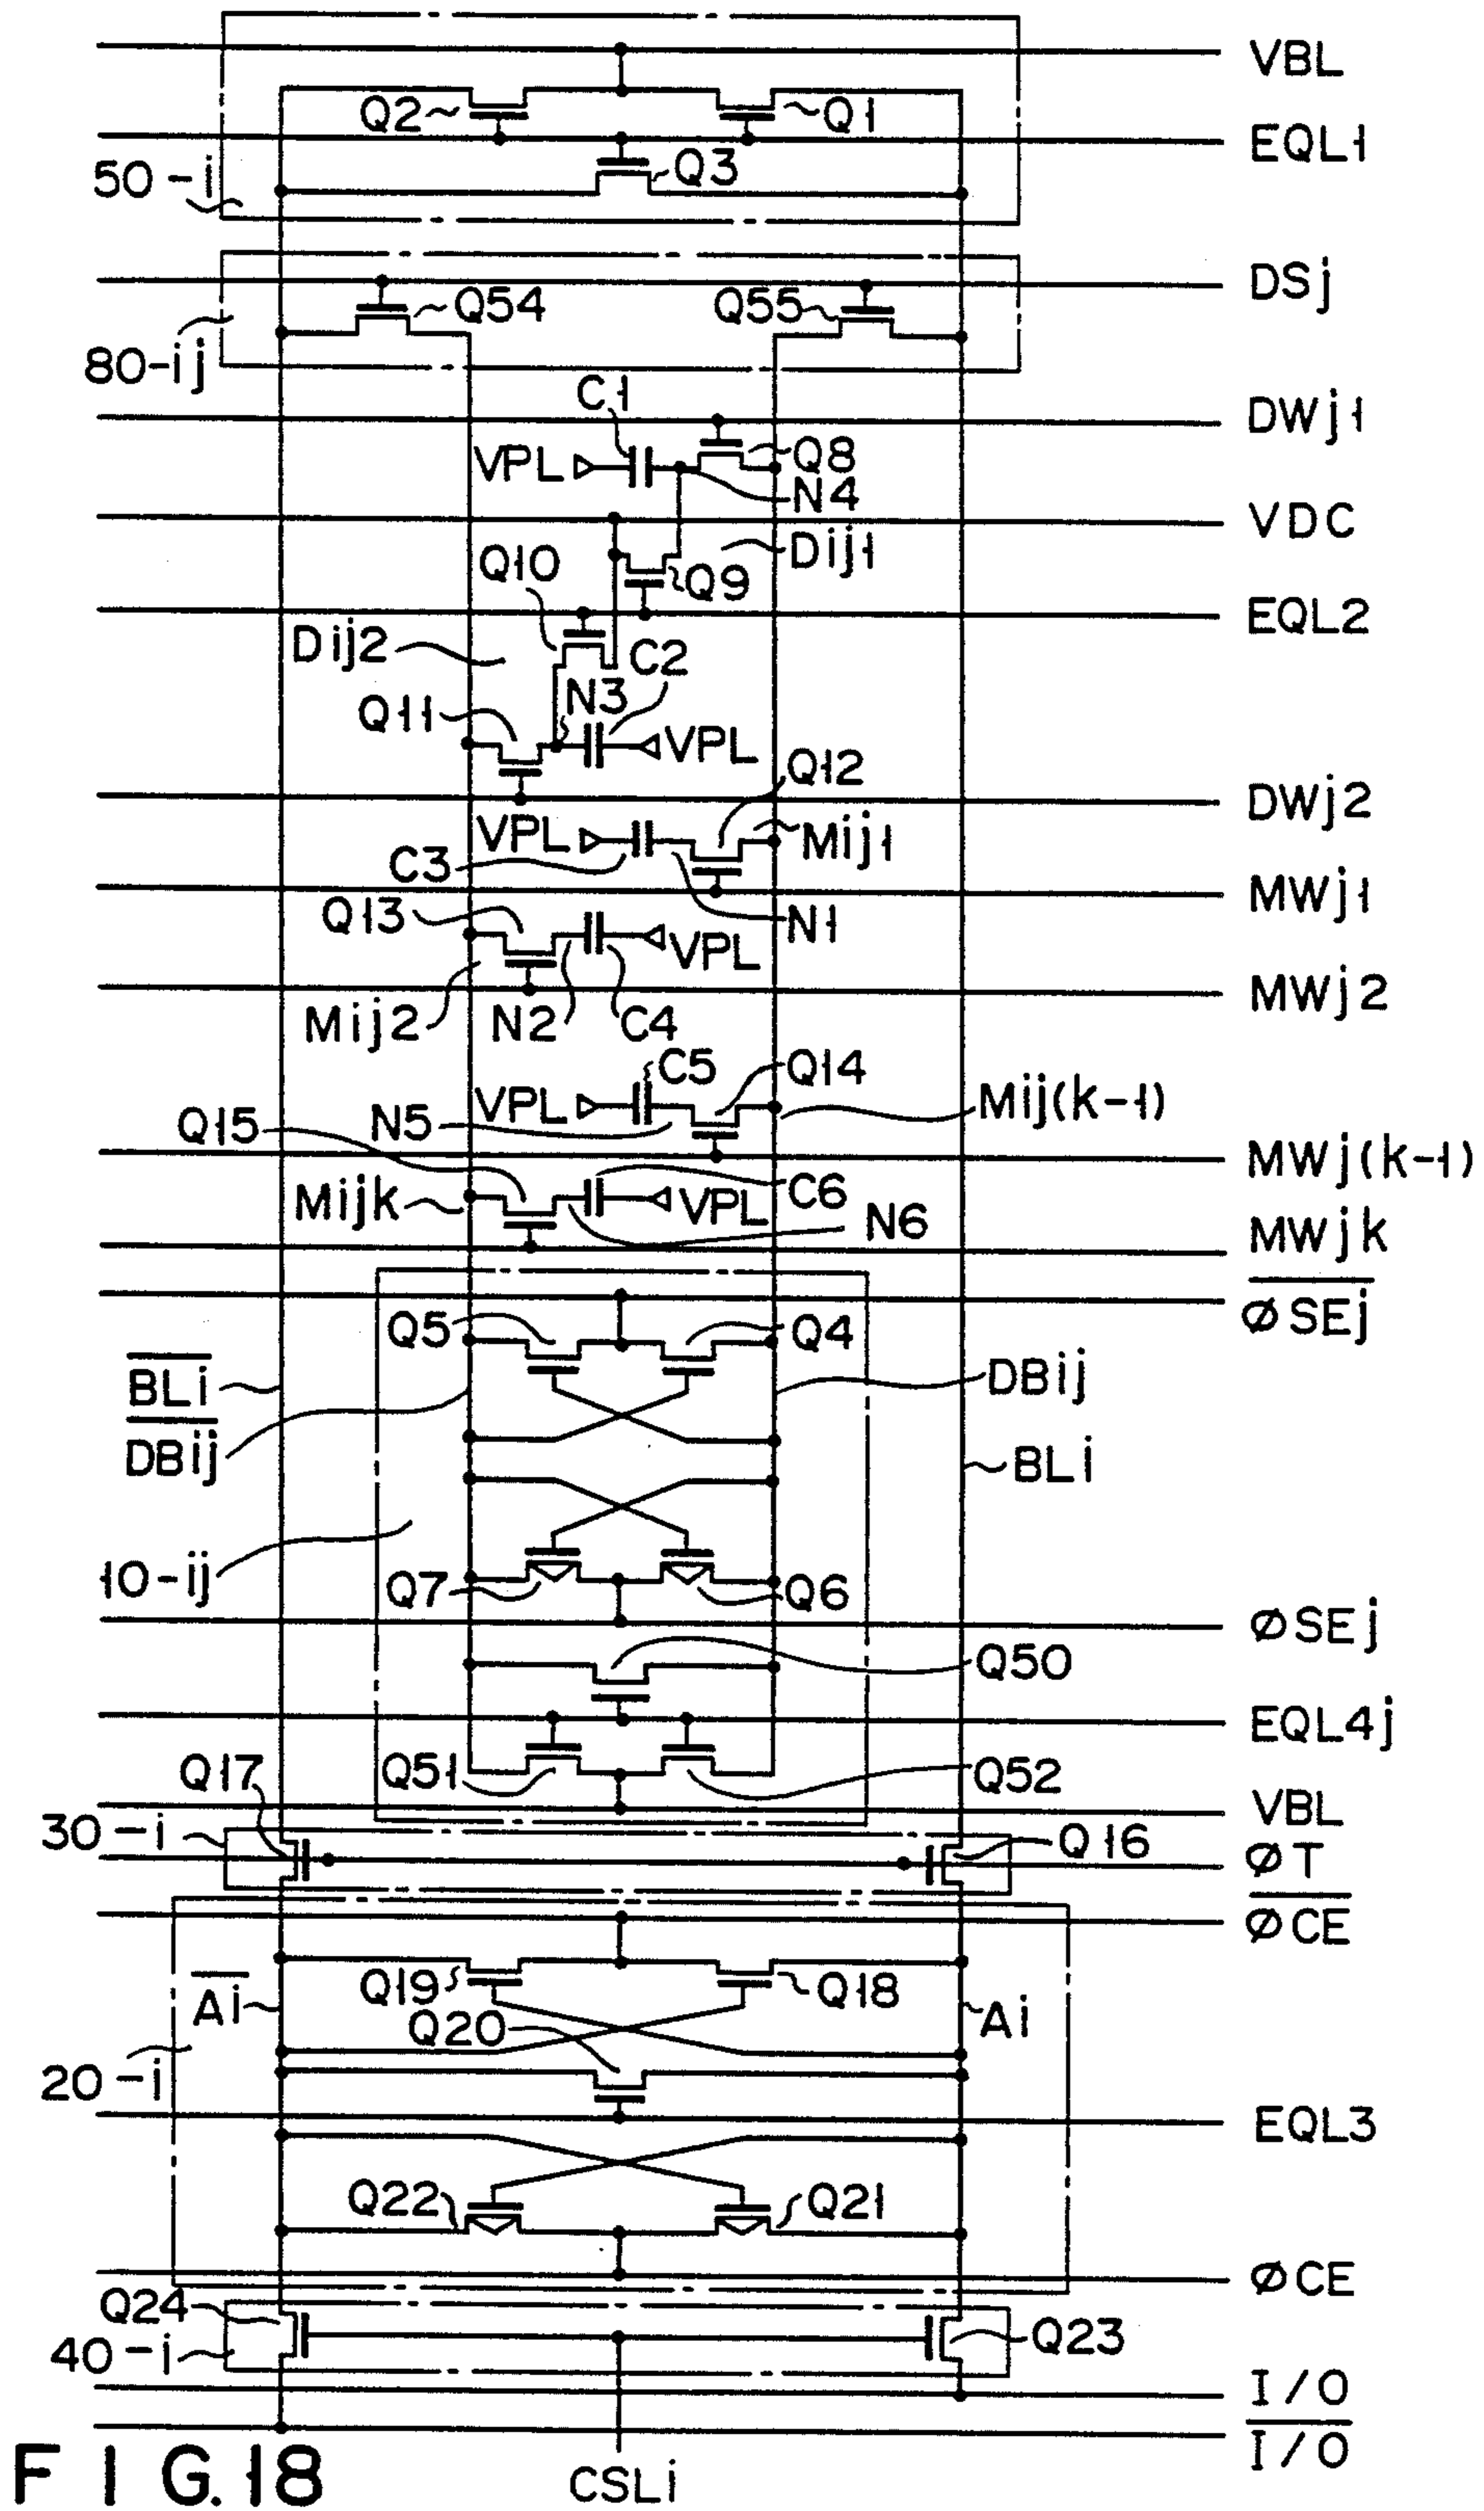 VBL
Q2
Q1
EQL1
Q3
50-i
DSj
Q54
Q55
80-ij
C1
DWj1
VPL
Q8
N4
VDC
Dij1
Q10
Q9
EQL2
Dij2
C2
N3
Q11
VPL
Q12
DWj2
VPL
Mij1
C3
MWj1
Q13
N1
VPL
MWj2
Mij2
N2
C4
C5
Q14
VPL
Mij(k-1)
Q15
N5
MWj(k-1)
Mijk
VPL
C6
N6
MWjk
Q5
Q4
S̅E̅j̅
ØSEj
BLi
DBij
DBij
BLi
10-ij
Q7
Q6
ØSEj
Q50
EQL4j
Q17
Q51
Q52
VBL
30-i
Q16
ØT
ØCE
Q19
Q18
Ai
Ai
Q20
20-i
EQL3
Q22
Q21
ØCE
Q24
Q23
40-i
I/O
I/O
FIG.18
CSLi